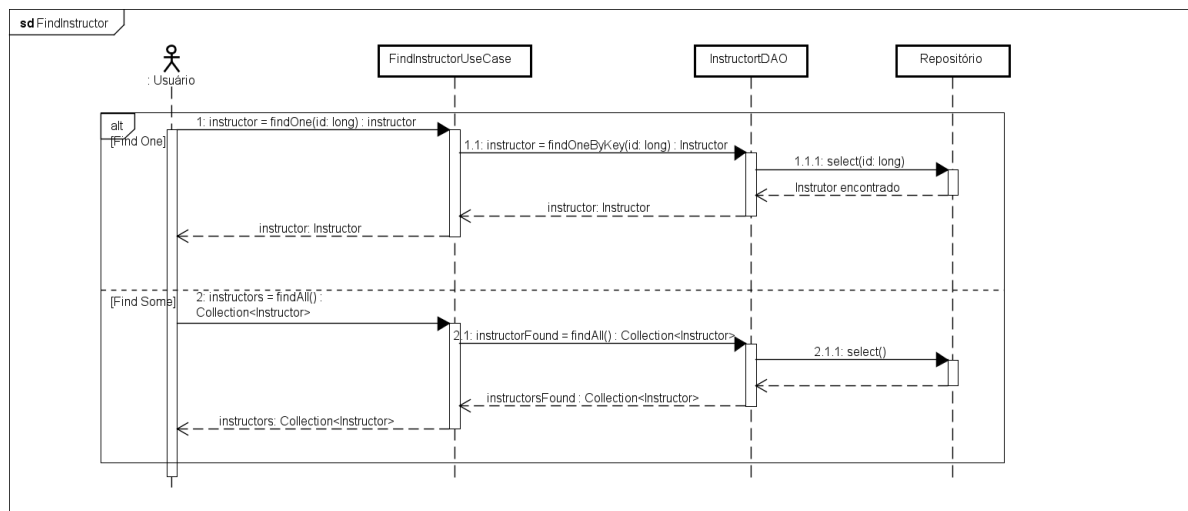 sd FindInstructor
: Usuário
FindInstructorUseCase
InstructortDAO
Repositório
alt
[Find One]
1: instructor = findOne(id: long) : instructor
1.1: instructor = findOneByKey(id: long) : Instructor
1.1.1: select(id: long)
Instrutor encontrado
instructor: Instructor
instructor: Instructor
[Find Some]
2: instructors = findAll() :
Collection<Instructor>
2.1: instructorFound = findAll() : Collection<Instructor>
2.1.1: select()
instructorsFound : Collection<Instructor>
instructors: Collection<Instructor>